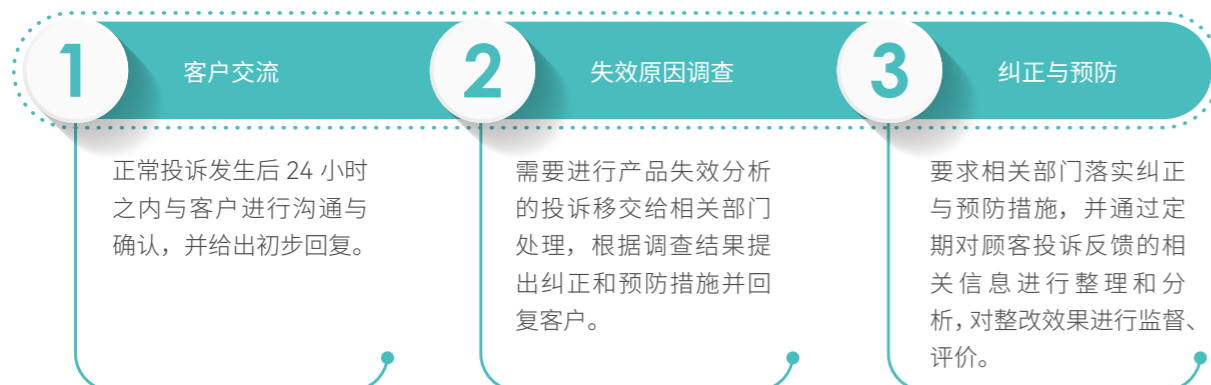 1
客户交流
正常投诉发生后 24 小时
之内与客户进行沟通与
确认，并给出初步回复。
2
失效原因调查
需要进行产品失效分析
的投诉移交给相关部门
处理，根据调查结果提
出纠正和预防措施并回
复客户。
3
纠正与预防
要求相关部门落实纠正
与预防措施，并通过定
期对顾客投诉反馈的相
关信息进行整理和分
析，对整改效果进行监督、
评价。